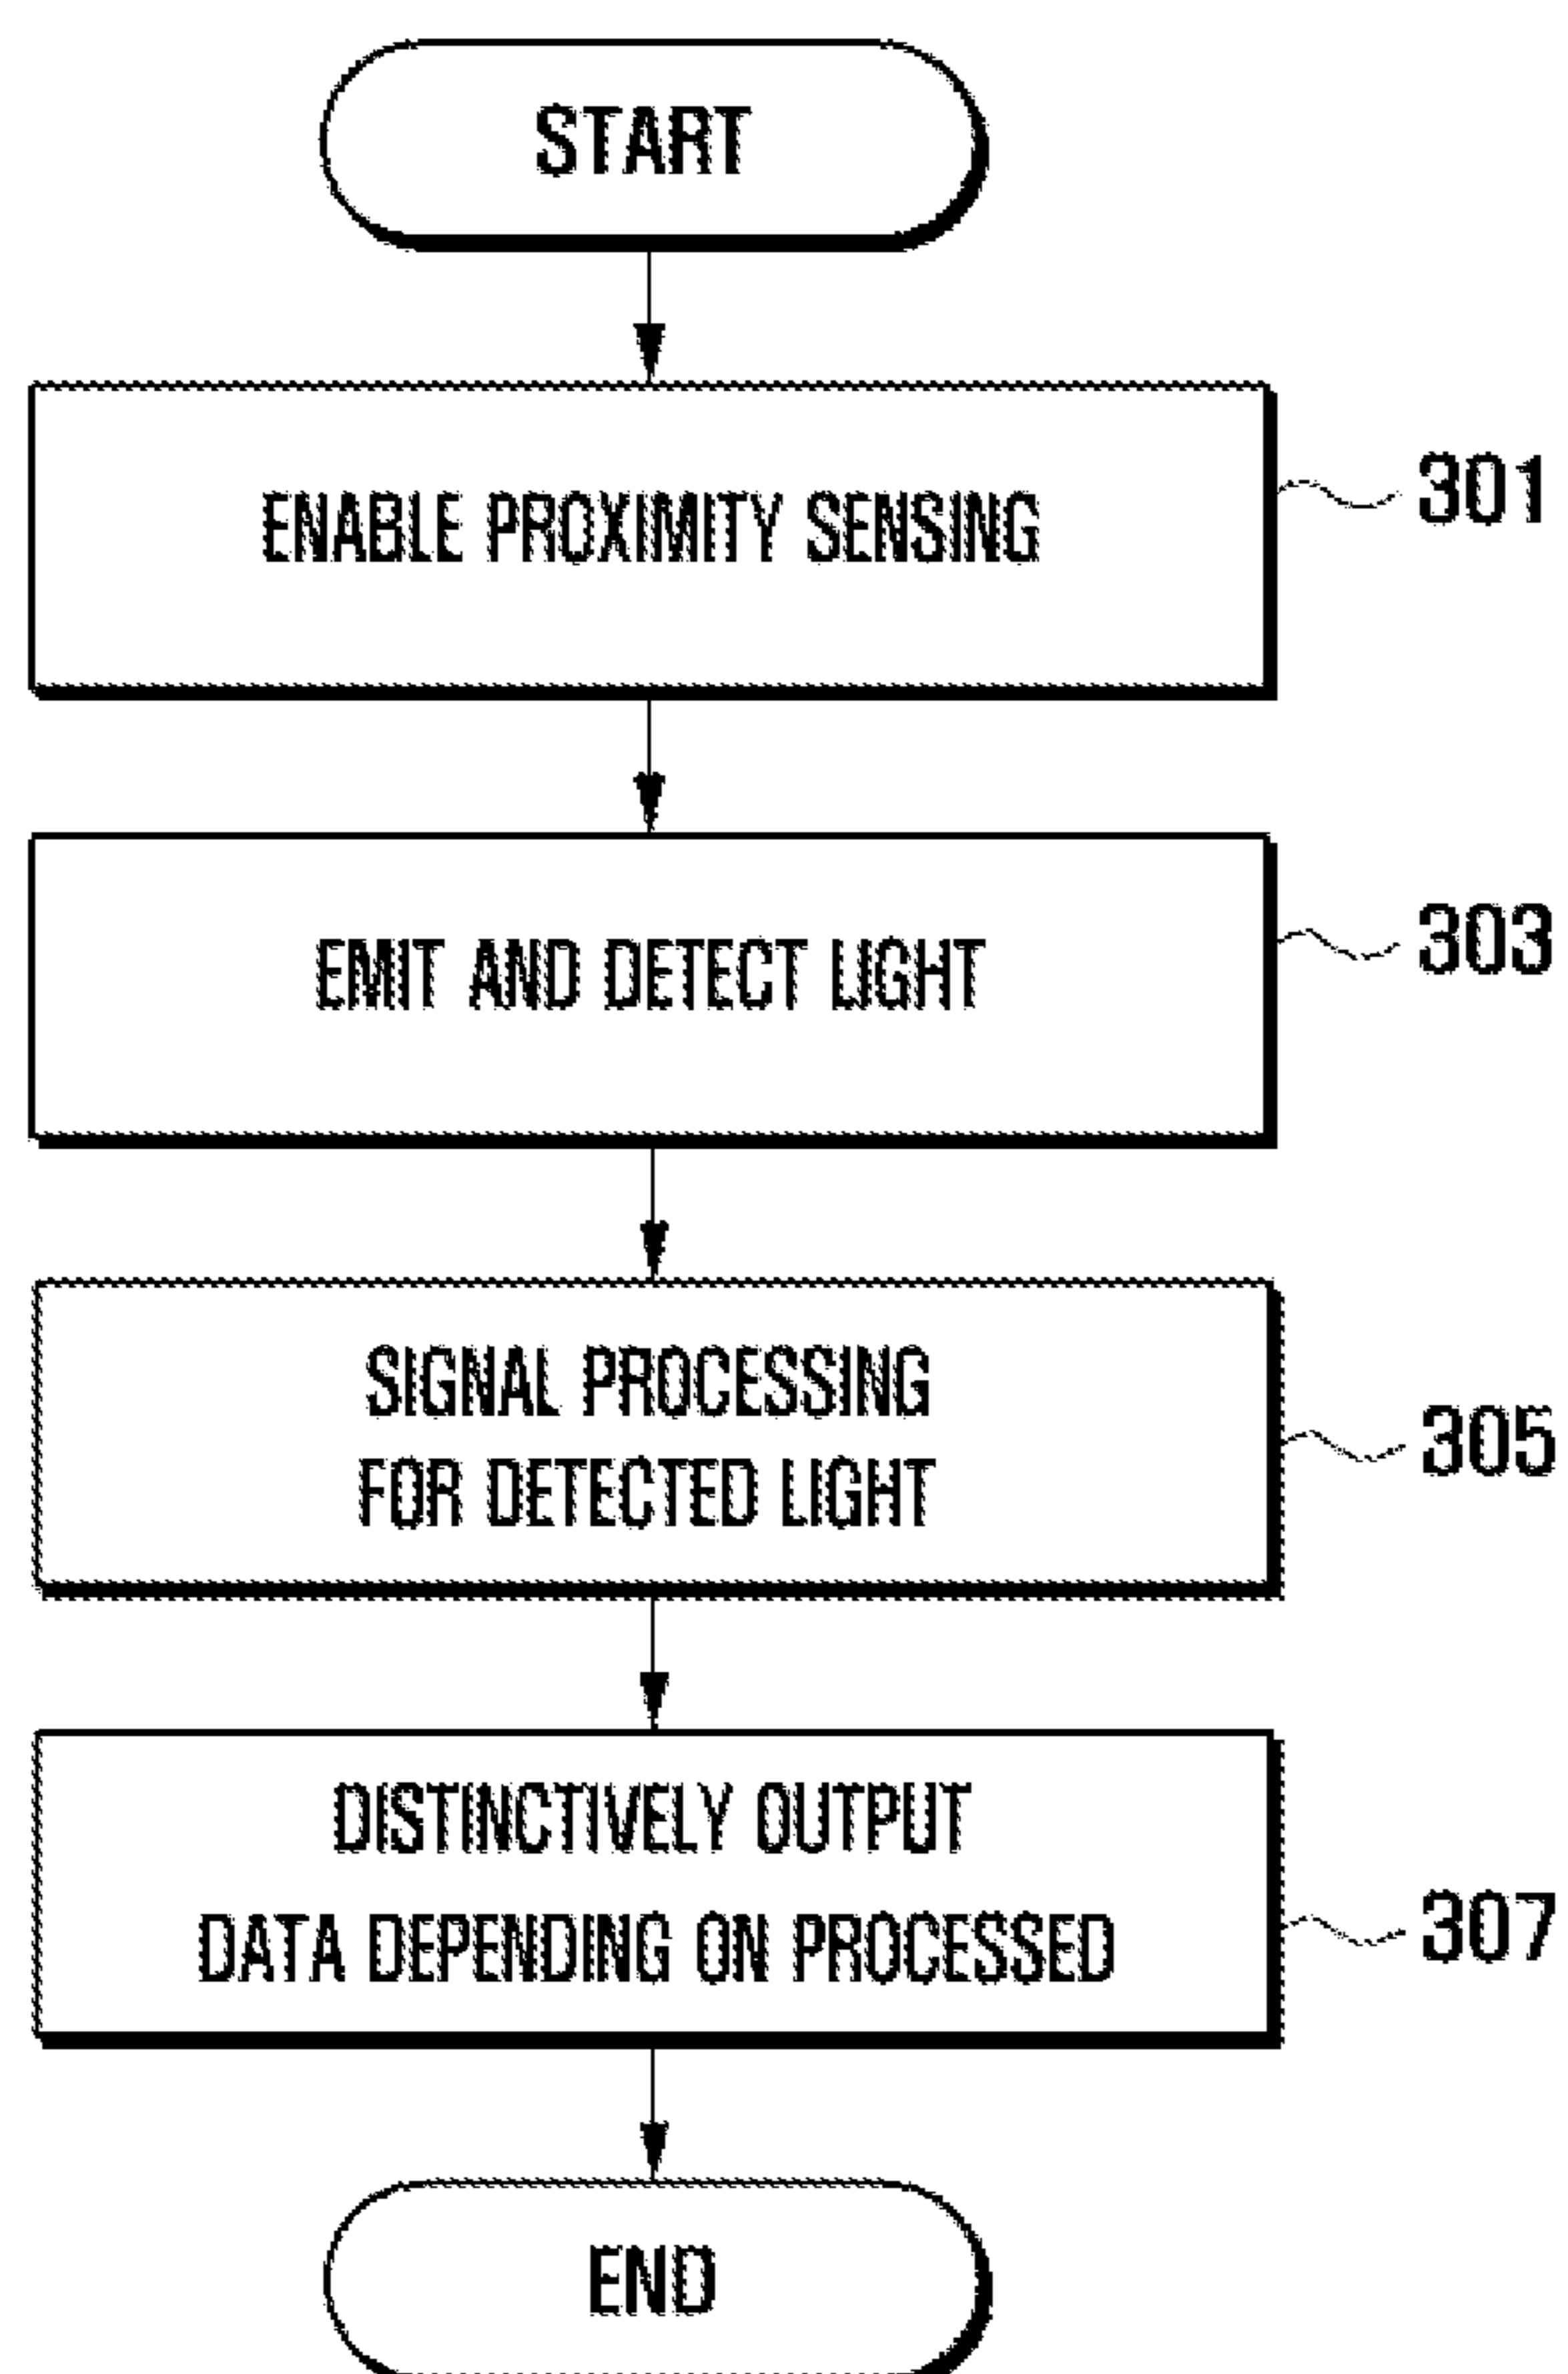 START
ENABLE PROXIMITY SENSING
301
EMIT AND DETECT LIGHT
303
SIGNAL PROCESSING
FOR DETECTED LIGHT
305
DISTINCTIVELY OUTPUT
DATA DEPENDING ON PROCESSED
307
END